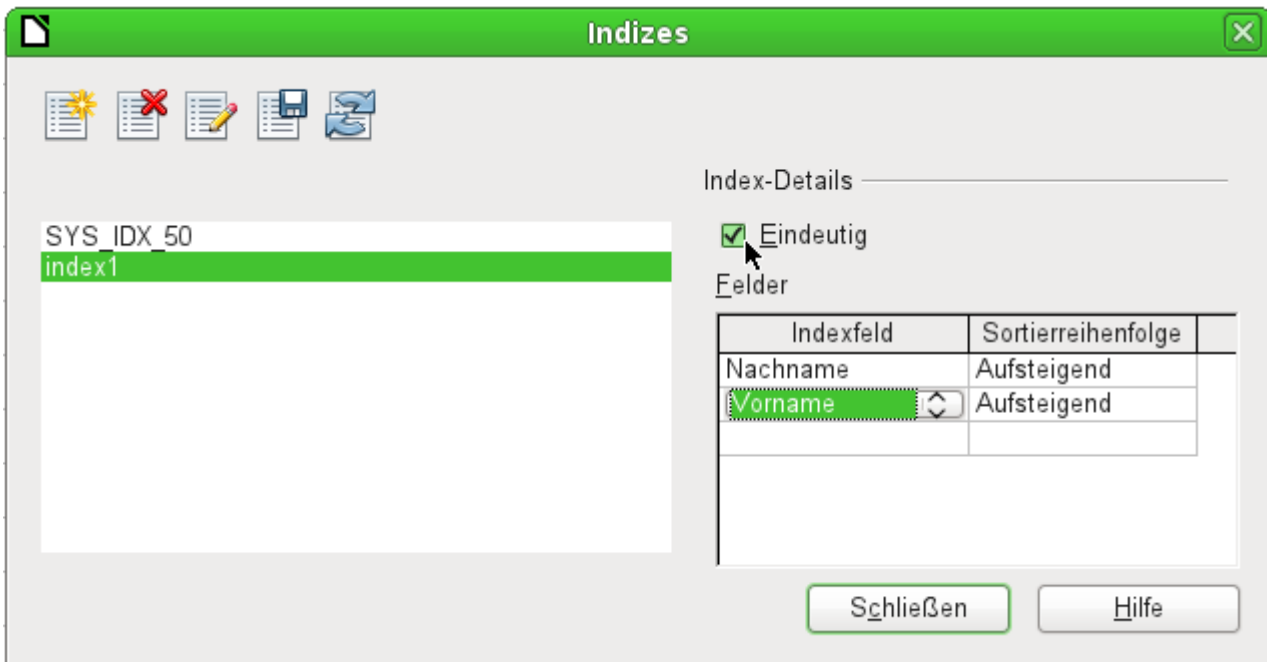 Indizes
Index-Details
SYS_IDX_50
index1
Eindeutig
Felder
Indexfeld Sortierreihenfolge
Nachname Aufsteigend
Vorname Aufsteigend
Schließen Hilfe